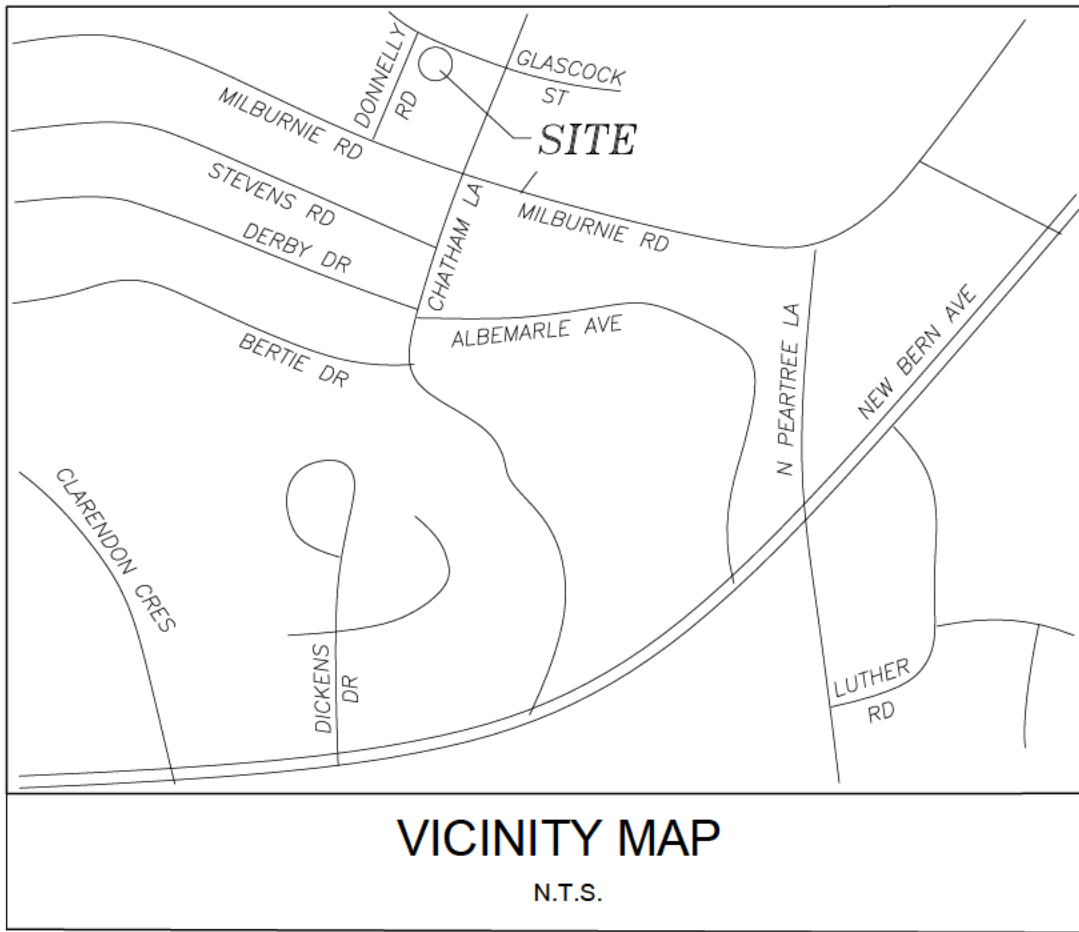 DONNELLY
RD
GLASCOCK
ST
MILBURNIE RD
SITE
STEVENS RD
MILBURNIE RD
DERBY DR
CHATHAM LA
ALBEMARLE AVE
BERTIE DR
N PEARTREE LA
NEW BERN AVE
CLARENDON CRES
DICKENS
DR
LUTHER
RD
VICINITY MAP
N.T.S.